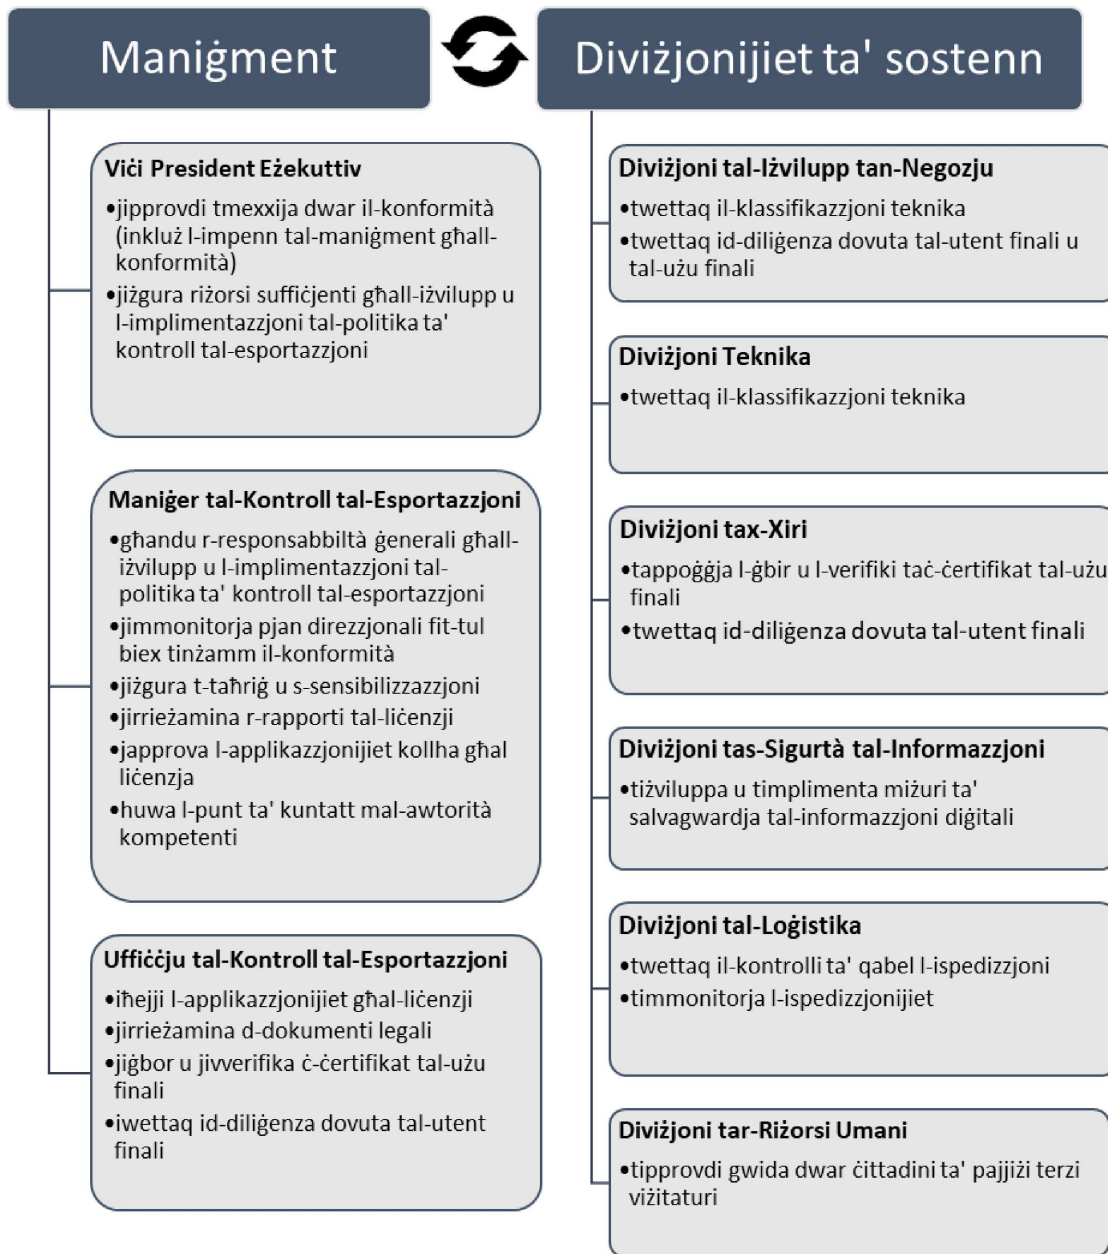 Maniġment
Viċi President Eżekuttiv
•jipprovdi tmexxija dwar il-konformità
(inkluż l-impenn tal-maniġment għall-
konformità)
•jiżgura riżorsi suffiċjenti għall-iżvilupp u
l-implimentazzjoni tal-politika ta' 
kontroll tal-esportazzjoni
Maniġer tal-Kontroll tal-Esportazzjoni
•għandu r-responsabbiltà ġenerali għall-
iżvilupp u l-implimentazzjoni tal-
politika ta' kontroll tal-esportazzjoni
•jimmonitorja pjan direzzjonali fit-tul
biex tinżamm il-konformità
•jiżgura t-taħriġ u s-sensibilizzazzjoni
•jirrieżamina r-rapporti tal-liċenzji
•japprova l-applikazzjonijiet kollha għal
liċenzja
•huwa l-punt ta' kuntatt mal-awtorità
kompetenti
Uffiċċju tal-Kontroll tal-Esportazzjoni
•iħejji l-applikazzjonijiet għal-liċenzji
•jirrieżamina d-dokumenti legali
•jiġbor u jivverifika ċ-ċertifikat tal-użu
finali
•iwettaq id-diliġenza dovuta tal-utent
finali
Diviżjonijiet ta' sostenn
Diviżjoni tal-Iżvilupp tan-Negozju
•twettaq il-klassifikazzjoni teknika
•twettaq id-diliġenza dovuta tal-utent finali u
tal-użu finali
Diviżjoni Teknika
•twettaq il-klassifikazzjoni teknika
Diviżjoni tax-Xiri
•tappoġġja l-ġbir u l-verifiki taċ-ċertifikat tal-użu
finali
•twettaq id-diliġenza dovuta tal-utent finali
Diviżjoni tas-Sigurtà tal-Informazzjoni
•tiżviluppa u timplimenta miżuri ta'
salvagwardja tal-informazzjoni diġitali
Diviżjoni tal-Loġistika
•twettaq il-kontrolli ta' qabel l-ispedizzjoni
•timmonitorja l-ispedizzjonijiet
Diviżjoni tar-Riżorsi Umani
•tipprovdi gwida dwar ċittadini ta' pajjiżi terzi
viżitaturi